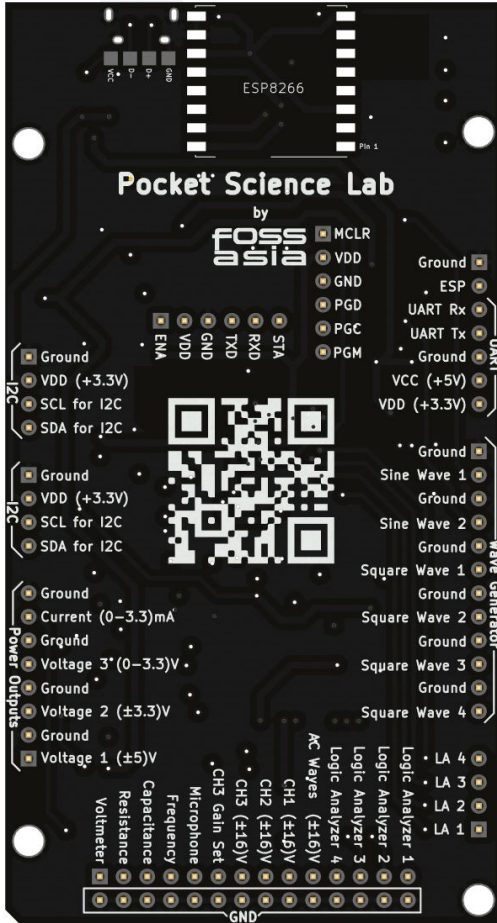 VCC
D-
D+
GND
ESP8266
Pin 1
Pocket Science Lab
by
FOSS
ASIA
MCLR
VDD
GND
PGD
PGC
PGM
ENA
VDD
GND
TXD
RXD
STA
I2C
Ground
VDD (+3.3V)
SCL for I2C
SDA for I2C
I2C
Ground
VDD (+3.3V)
SCL for I2C
SDA for I2C
Power Outputs
Ground
Current (0-3.3)mA
Ground
Voltage 3 (0-3.3)V
Ground
Voltage 2 (±3.3)V
Ground
Voltage 1 (±5)V
Ground
ESP
UART Rx
UART Tx
Ground
VCC (+5V)
VDD (+3.3V)
UART
Ground
Sine Wave 1
Ground
Sine Wave 2
Ground
Square Wave 1
Ground
Square Wave 2
Ground
Square Wave 3
Ground
Square Wave 4
Wave Generator
LA 4
LA 3
LA 2
LA 1
Voltmeter
Resistance
Capacitance
Frequency
Microphone
CH3 Gain Set
CH3 (±16)V
CH2 (±16)V
CH1 (±16)V
AC Waves (±16)V
Logic Analyzer 4
Logic Analyzer 3
Logic Analyzer 2
Logic Analyzer 1
GND